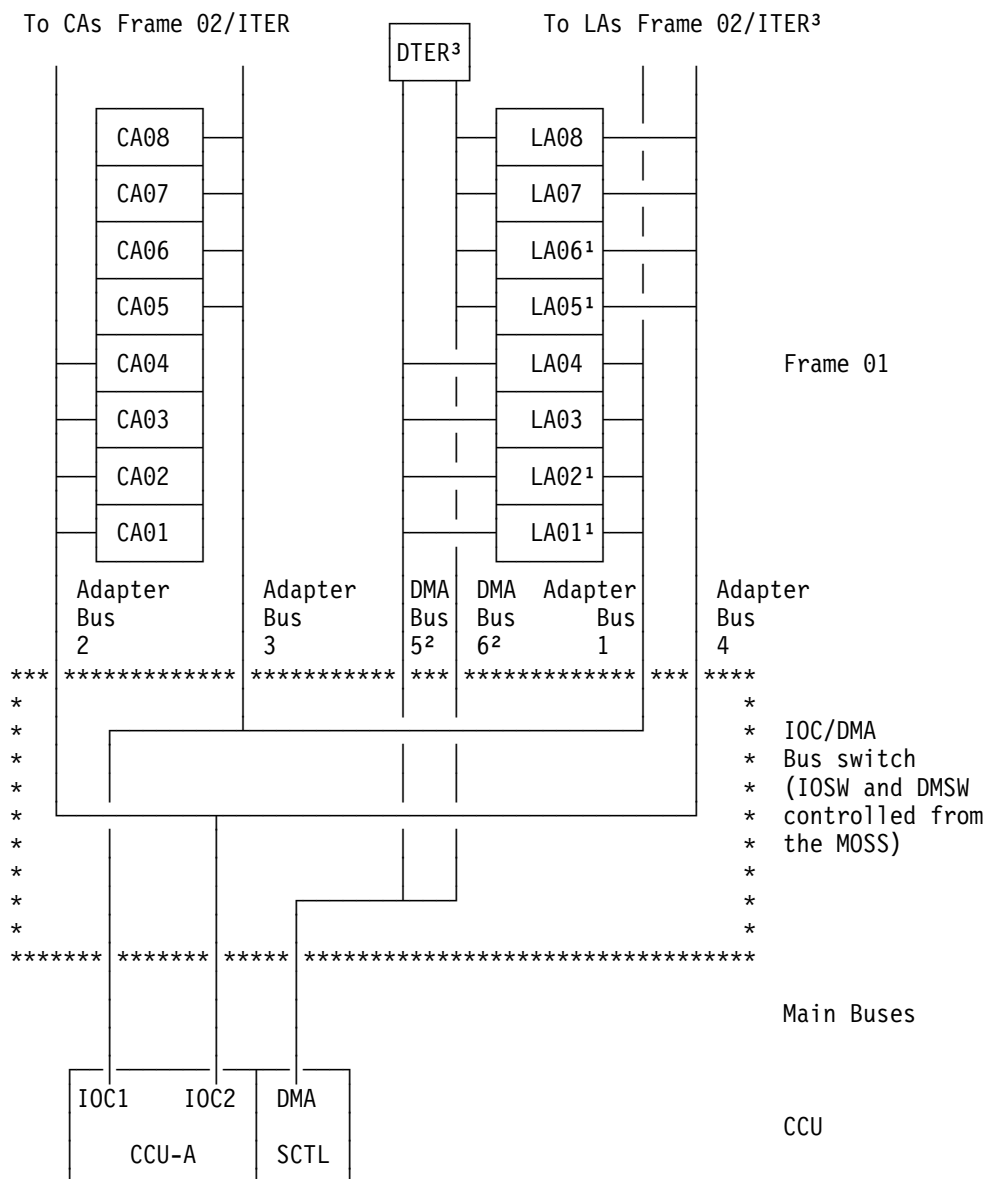 To CAs Frame 02/ITER To LAs Frame 02/ITER³
DTER³
CA08 LA08
CA07 LA07
CA06 LA06¹
CA05 LA05¹
CA04 LA04 Frame 01
CA03 LA03
CA02 LA02¹
CA01 LA01¹
Adapter Adapter DMA DMA Adapter Adapter
Bus Bus Bus Bus Bus Bus
2 3 5² 6² 1 4
*** ************* *********** *** ************* *** ****
* *
* * IOC/DMA
* * Bus switch
* * (IOSW and DMSW
* * controlled from
* * the MOSS)
* *
* *
* *
******* ******* ***** **********************************
Main Buses
IOC1 IOC2 DMA
CCU
CCU-A SCTL